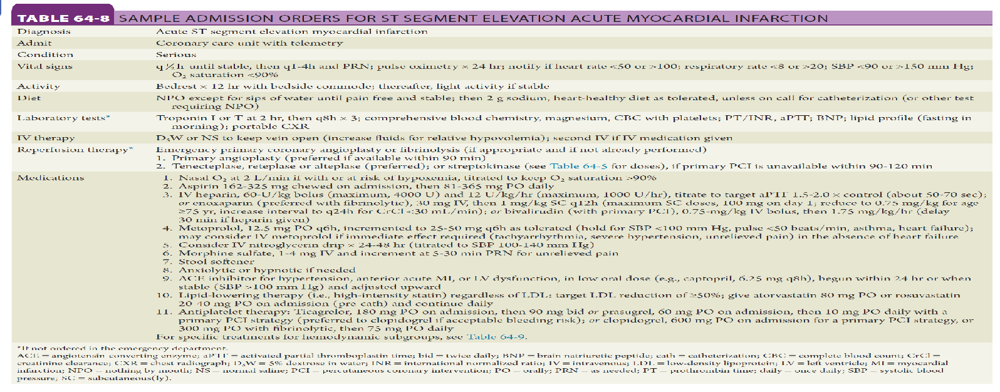 TABLE 64-8 SAMPLE ADMISSION ORDERS FOR ST SEGMENT ELEVATION ACUTE MYOCARDIAL INFARCTION
Diagnosis Acute ST segment elevation myocardial infarction
Admit Coronary care unit with telemetry
Condition Serious
Vital signs q ½ h until stable, then q1-4h and PRN; pulse oximetry × 24 hr; notify if heart rate <50 or >100; respiratory rate <8 or >20; SBP <90 or >150 mm Hg;
O₂ saturation <90%
Activity Bedrest × 12 hr with bedside commode; thereafter, light activity if stable
Diet NPO except for sips of water until pain free and stable; then 2 g sodium, heart-healthy diet as tolerated, unless on call for catheterization (or other test
requiring NPO)
Laboratory tests* Troponin I or T at 2 hr, then q8h × 3; comprehensive blood chemistry, magnesium, CBC with platelets; PT/INR, aPTT; BNP; lipid profile (fasting in
morning); portable CXR
IV therapy D₅W or NS to keep vein open (increase fluids for relative hypovolemia); second IV if IV medication given
Reperfusion therapy* Emergency primary coronary angioplasty or fibrinolysis (if appropriate and if not already performed)
1. Primary angioplasty (preferred if available within 90 min)
2. Tenecteplase, reteplase or alteplase (preferred); or streptokinase (see Table 64-5 for doses), if primary PCI is unavailable within 90-120 min
Medications 1. Nasal O₂ at 2 L/min if with or at risk of hypoxemia, titrated to keep O₂ saturation >90%
2. Aspirin 162-325 mg chewed on admission, then 81-365 mg PO daily
3. IV heparin, 60-U/kg bolus (maximum, 4000 U) and 12 U/kg/hr (maximum, 1000 U/hr), titrate to target aPTT 1.5-2.0 × control (about 50-70 sec);
or enoxaparin (preferred with fibrinolytic), 30 mg IV, then 1 mg/kg SC q12h (maximum SC doses, 100 mg on day 1; reduce to 0.75 mg/kg for age
≥75 yr, increase interval to q24h for CrCl <30 mL/min); or bivalirudin (with primary PCI), 0.75-mg/kg IV bolus, then 1.75 mg/kg/hr (delay
30 min if heparin given)
4. Metoprolol, 12.5 mg PO q6h, incremented to 25-50 mg q6h as tolerated (hold for SBP <100 mm Hg, pulse <50 beats/min, asthma, heart failure);
may consider IV metoprolol if immediate effect required (tachyarrhythmia, severe hypertension, unrelieved pain) in the absence of heart failure
5. Consider IV nitroglycerin drip × 24-48 hr (titrated to SBP 100-140 mm Hg)
6. Morphine sulfate, 1-4 mg IV and increment at 5-30 min PRN for unrelieved pain
7. Stool softener
8. Anxiolytic or hypnotic if needed
9. ACE inhibitor for hypertension, anterior acute MI, or LV dysfunction, in low oral dose (e.g., captopril, 6.25 mg q8h), begun within 24 hr or when
stable (SBP >100 mm Hg) and adjusted upward
10. Lipid-lowering therapy (i.e., high-intensity statin) regardless of LDL: target LDL reduction of ≥50%; give atorvastatin 80 mg PO or rosuvastatin
20-40 mg PO on admission (pre-cath) and continue daily
11. Antiplatelet therapy: Ticagrelor, 180 mg PO on admission, then 90 mg bid or prasugrel, 60 mg PO on admission, then 10 mg PO daily with a
primary PCI strategy (preferred to clopidogrel if acceptable bleeding risk); or clopidogrel, 600 mg PO on admission for a primary PCI strategy, or
300 mg PO with fibrinolytic, then 75 mg PO daily
For specific treatments for hemodynamic subgroups, see Table 64-9.
*If not ordered in the emergency department.
ACE = angiotensin-converting enzyme; aPTT = activated partial thromboplastin time; bid = twice daily; BNP = brain natriuretic peptide; cath = catheterization; CBC = complete blood count; CrCl =
creatinine clearance; CXR = chest radiograph; D₅W = 5% dextrose in water; INR = international normalized ratio; IV = intravenous; LDL = low-density lipoprotein; LV = left ventricle; MI = myocardial
infarction; NPO = nothing by mouth; NS = normal saline; PCI = percutaneous coronary intervention; PO = orally; PRN = as needed; PT = prothrombin time; daily = once daily; SBP = systolic blood
pressure; SC = subcutaneous(ly).